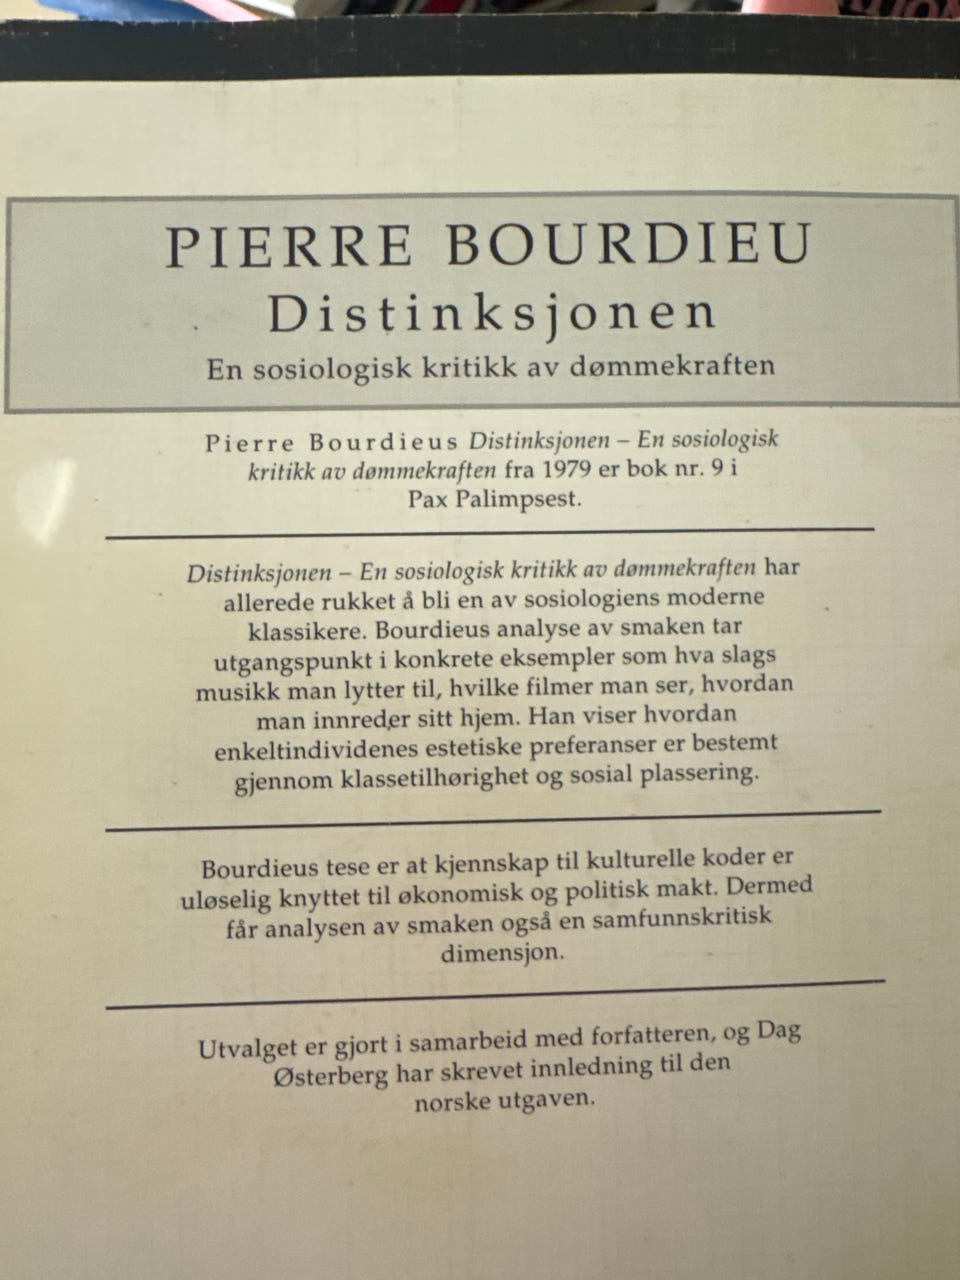 PIERRE BOURDIEU
Distinksjonen
En sosiologisk kritikk av dømmekraften
Pierre Bourdieus Distinksjonen – En sosiologisk
kritikk av dømmekraften fra 1979 er bok nr. 9 i
Pax Palimpsest.
Distinksjonen – En sosiologisk kritikk av dømmekraften har
allerede rukket å bli en av sosiologiens moderne
klassikere. Bourdieus analyse av smaken tar
utgangspunkt i konkrete eksempler som hva slags
musikk man lytter til, hvilke filmer man ser, hvordan
man innreder sitt hjem. Han viser hvordan
enkeltindividenes estetiske preferanser er bestemt
gjennom klassetilhørighet og sosial plassering.
Bourdieus tese er at kjennskap til kulturelle koder er
uløselig knyttet til økonomisk og politisk makt. Dermed
får analysen av smaken også en samfunnskritisk
dimensjon.
Utvalget er gjort i samarbeid med forfatteren, og Dag
Østerberg har skrevet innledning til den
norske utgaven.